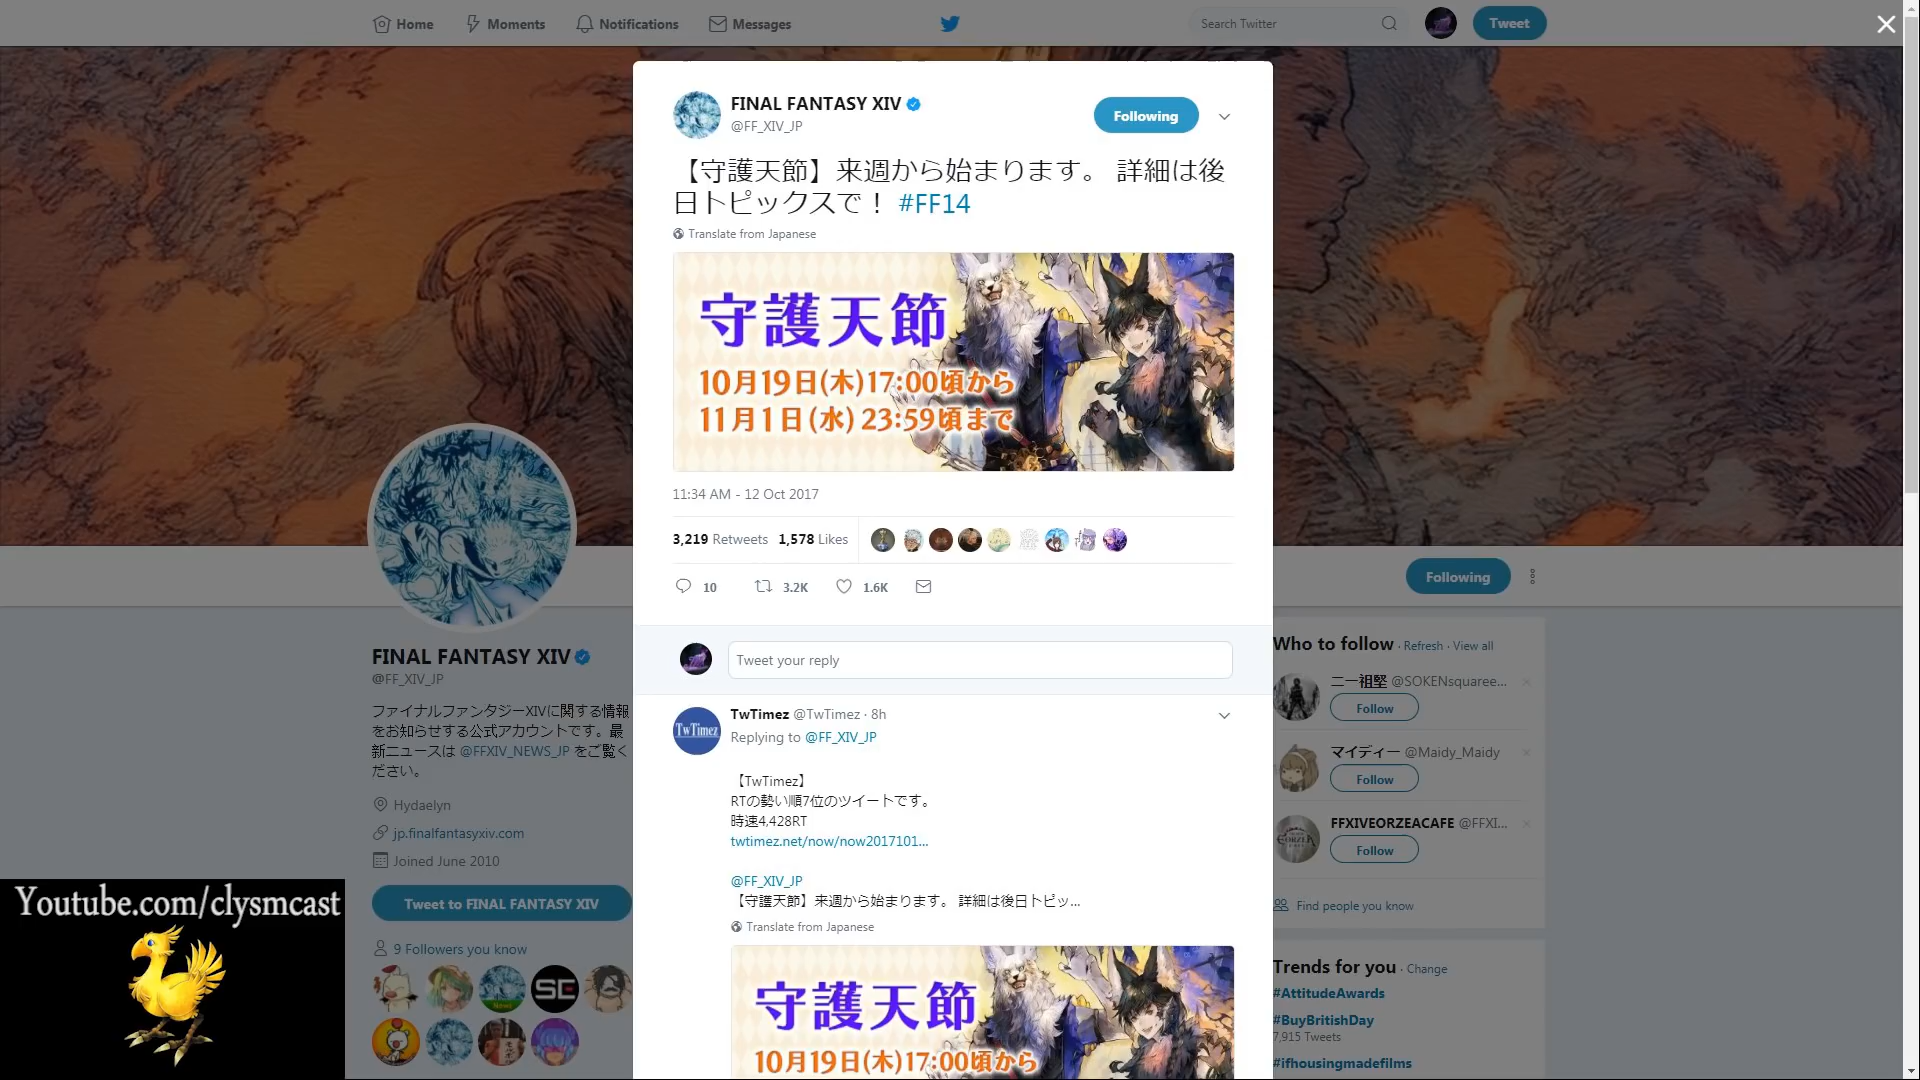 Home
Moments
Notifications
Messages
Search Twitter
Tweet
FINAL FANTASY XIV
@FF_XIV_JP
Following
【守護天節】来週から始まります。 詳細は後
日トピックスで！ #FF14
Translate from Japanese
守護天節
10月19日(木)17:00頃から
11月1日(水) 23:59頃まで
11:34 AM - 12 Oct 2017
3,219 Retweets 1,578 Likes
10
3.2K
1.6K
Tweet your reply
TwTimez @TwTimez · 8h
Replying to @FF_XIV_JP
【TwTimez】
RTの勢い順7位のツイートです。
時速4,428RT
twtimez.net/now/now2017101...
@FF_XIV_JP
【守護天節】来週から始まります。 詳細は後日トピッ...
Translate from Japanese
守護天節
10月19日(木)17:00頃から
FINAL FANTASY XIV
@FF_XIV_JP
ファイナルファンタジーXIVに関する情報
をお知らせする公式アカウントです。最
新ニュースは @FFXIV_NEWS_JP をご覧く
ださい。
Hydaelyn
jp.finalfantasyxiv.com
Joined June 2010
Tweet to FINAL FANTASY XIV
9 Followers you know
News
SE
Youtube.com/clysmcast
Following
Who to follow · Refresh · View all
二一祖堅 @SOKENsquaree...
Follow
マイディー @Maidy_Maidy
Follow
FFXIVEORZEACAFE @FFXI...
Follow
Find people you know
Trends for you · Change
#AttitudeAwards
#BuyBritishDay
7,915 Tweets
#ifhousingmadefilms